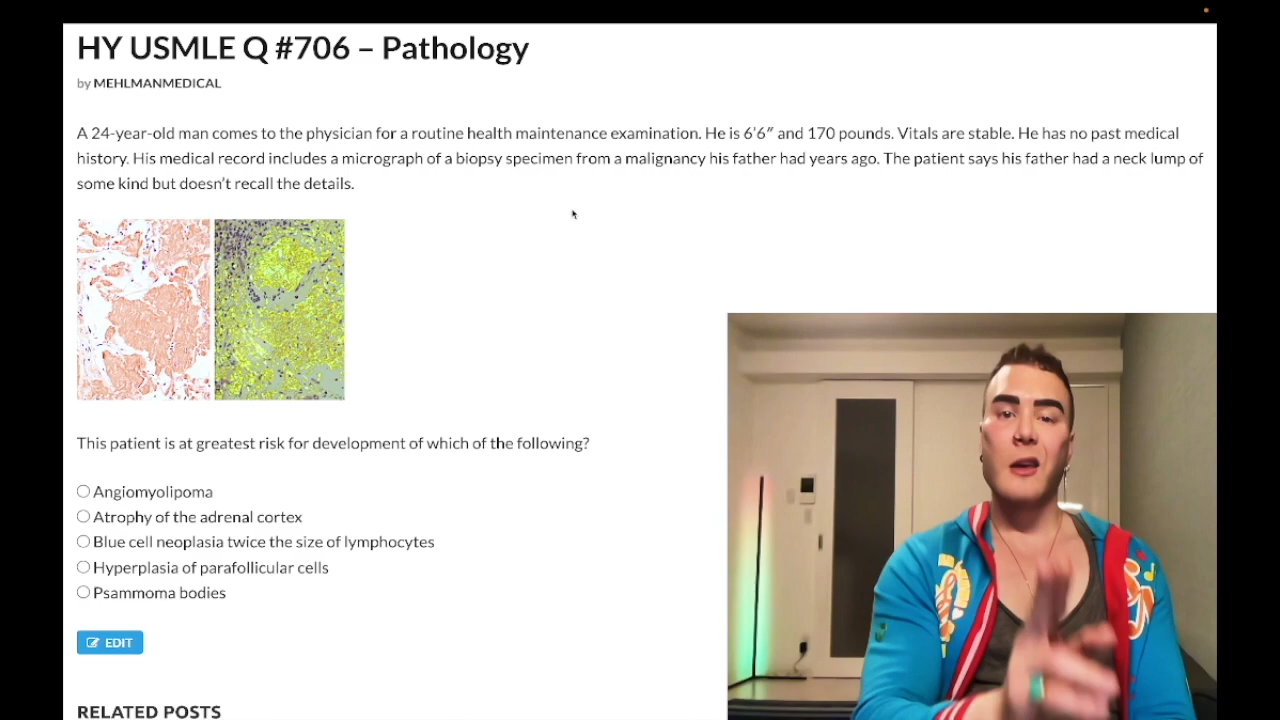 HY USMLE Q #706 – Pathology
by MEHLMANMEDICAL
A 24-year-old man comes to the physician for a routine health maintenance examination. He is 6'6″ and 170 pounds. Vitals are stable. He has no past medical
history. His medical record includes a micrograph of a biopsy specimen from a malignancy his father had years ago. The patient says his father had a neck lump of
some kind but doesn't recall the details.
This patient is at greatest risk for development of which of the following?
Angiomyolipoma
Atrophy of the adrenal cortex
Blue cell neoplasia twice the size of lymphocytes
Hyperplasia of parafollicular cells
Psammoma bodies
EDIT
RELATED POSTS